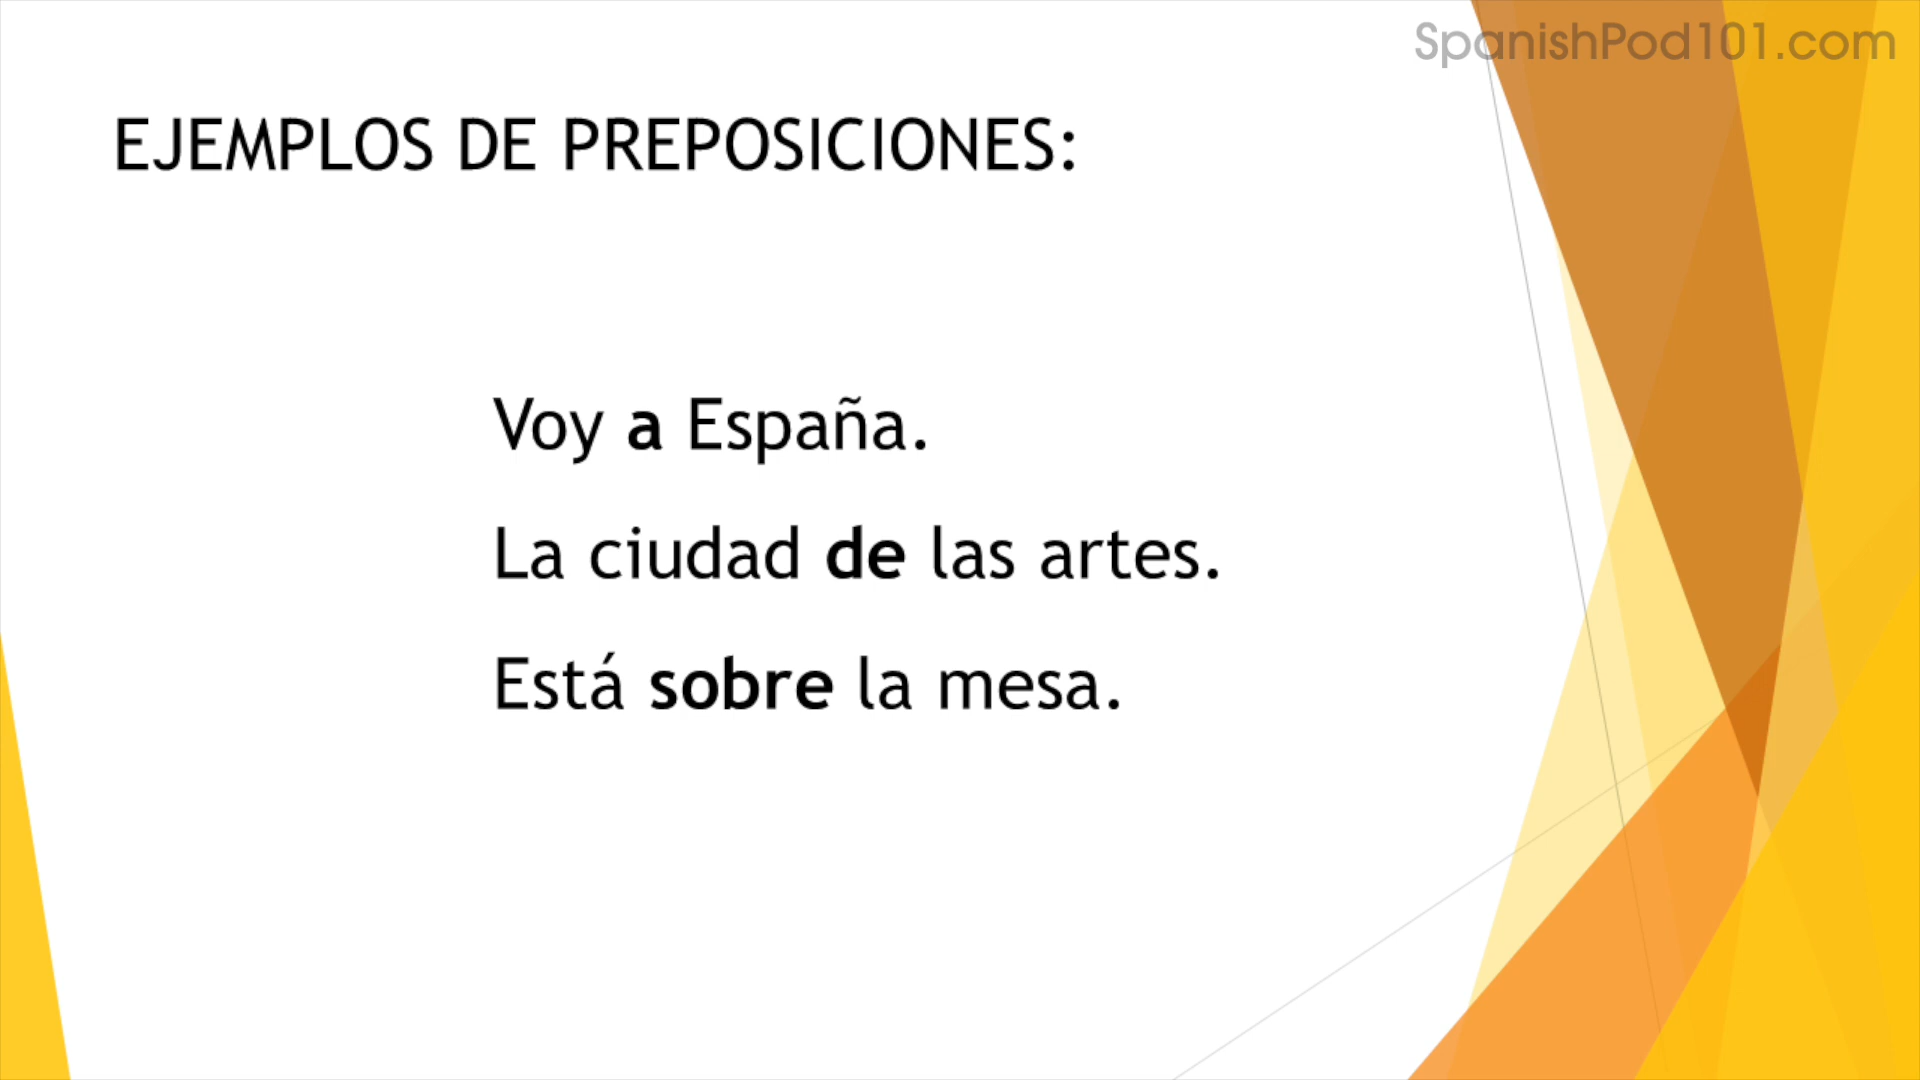 SpanishPod101.com
EJEMPLOS DE PREPOSICIONES:
Voy a España.
La ciudad de las artes.
Está sobre la mesa.